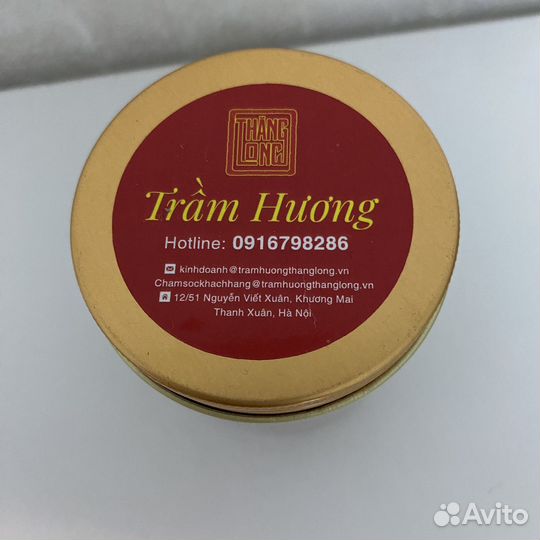 THĂNG
LONG
Trầm Hương
Hotline: 0916798286
kinhdoanh@tramhuongthanglong.vn
Chamsockhachhang@tramhuongthanglong.vn
12/51 Nguyễn Viết Xuân, Khương Mai
Thanh Xuân, Hà Nội
Avito